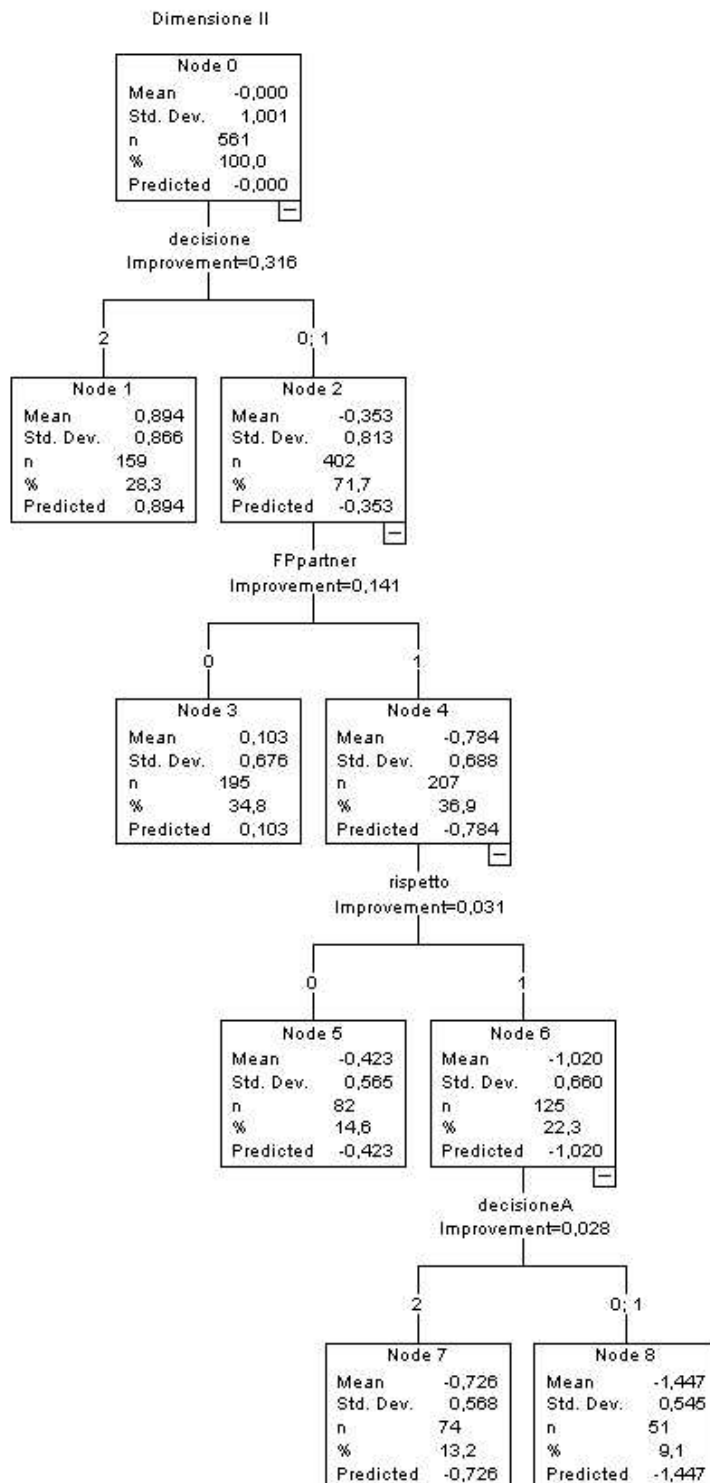 Dimensione II
Node 0
Mean -0,000
Std. Dev. 1,001
n 561
% 100,0
Predicted -0,000
decisione
Improvement=0,316
2
0; 1
Node 1
Mean 0,894
Std. Dev. 0,866
n 159
% 28,3
Predicted 0,894
Node 2
Mean -0,353
Std. Dev. 0,813
n 402
% 71,7
Predicted -0,353
FPpartner
Improvement=0,141
0
1
Node 3
Mean 0,103
Std. Dev. 0,676
n 195
% 34,8
Predicted 0,103
Node 4
Mean -0,784
Std. Dev. 0,688
n 207
% 36,9
Predicted -0,784
rispetto
Improvement=0,031
0
1
Node 5
Mean -0,423
Std. Dev. 0,565
n 82
% 14,6
Predicted -0,423
Node 6
Mean -1,020
Std. Dev. 0,660
n 125
% 22,3
Predicted -1,020
decisioneA
Improvement=0,028
2
0; 1
Node 7
Mean -0,726
Std. Dev. 0,568
n 74
% 13,2
Predicted -0,726
Node 8
Mean -1,447
Std. Dev. 0,545
n 51
% 9,1
Predicted -1,447